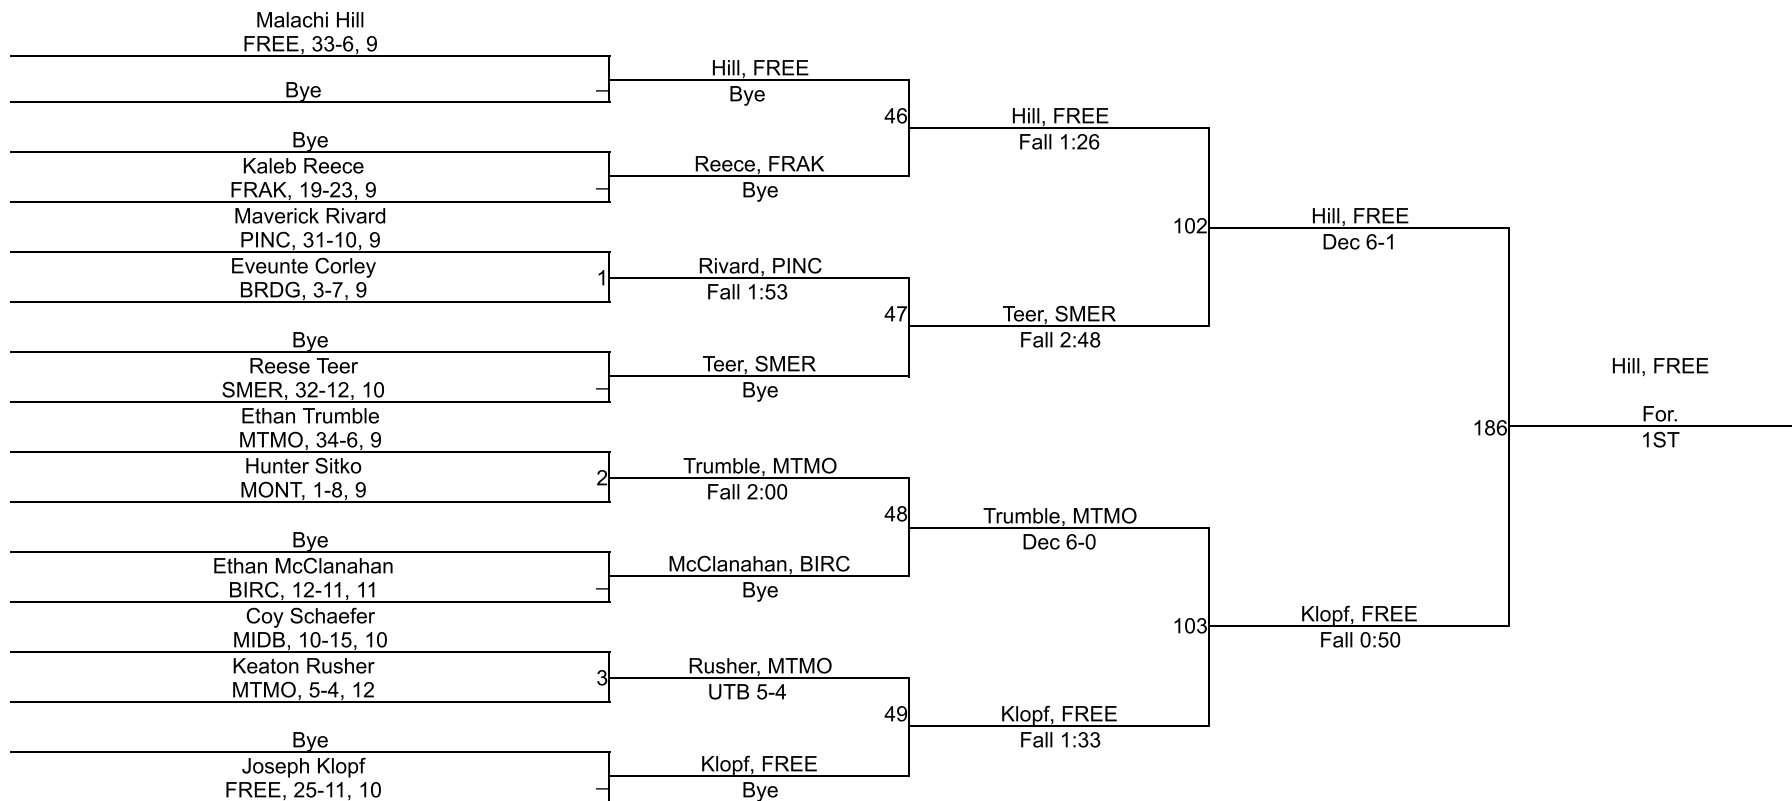 Malachi Hill
FREE, 33-6, 9
Bye
Bye
Kaleb Reece
FRAK, 19-23, 9
Maverick Rivard
PINC, 31-10, 9
Eveunte Corley
BRDG, 3-7, 9
1
Bye
Reese Teer
SMER, 32-12, 10
Ethan Trumble
MTMO, 34-6, 9
Hunter Sitko
MONT, 1-8, 9
2
Bye
Ethan McClanahan
BIRC, 12-11, 11
Coy Schaefer
MIDB, 10-15, 10
Keaton Rusher
MTMO, 5-4, 12
3
Bye
Joseph Klopf
FREE, 25-11, 10
Hill, FREE
Bye
46
Reece, FRAK
Bye
Rivard, PINC
Fall 1:53
47
Teer, SMER
Bye
Trumble, MTMO
Fall 2:00
48
McClanahan, BIRC
Bye
Rusher, MTMO
UTB 5-4
49
Klopf, FREE
Bye
Hill, FREE
Fall 1:26
102
Teer, SMER
Fall 2:48
Trumble, MTMO
Dec 6-0
103
Klopf, FREE
Fall 1:33
Hill, FREE
Dec 6-1
186
Klopf, FREE
Fall 0:50
Hill, FREE
For.
1ST